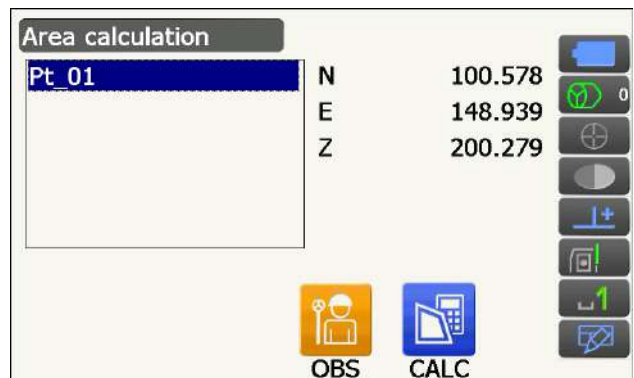 Area calculation
Pt_01
N 100.578
E 148.939
Z 200.279
0
1
OBS CALC